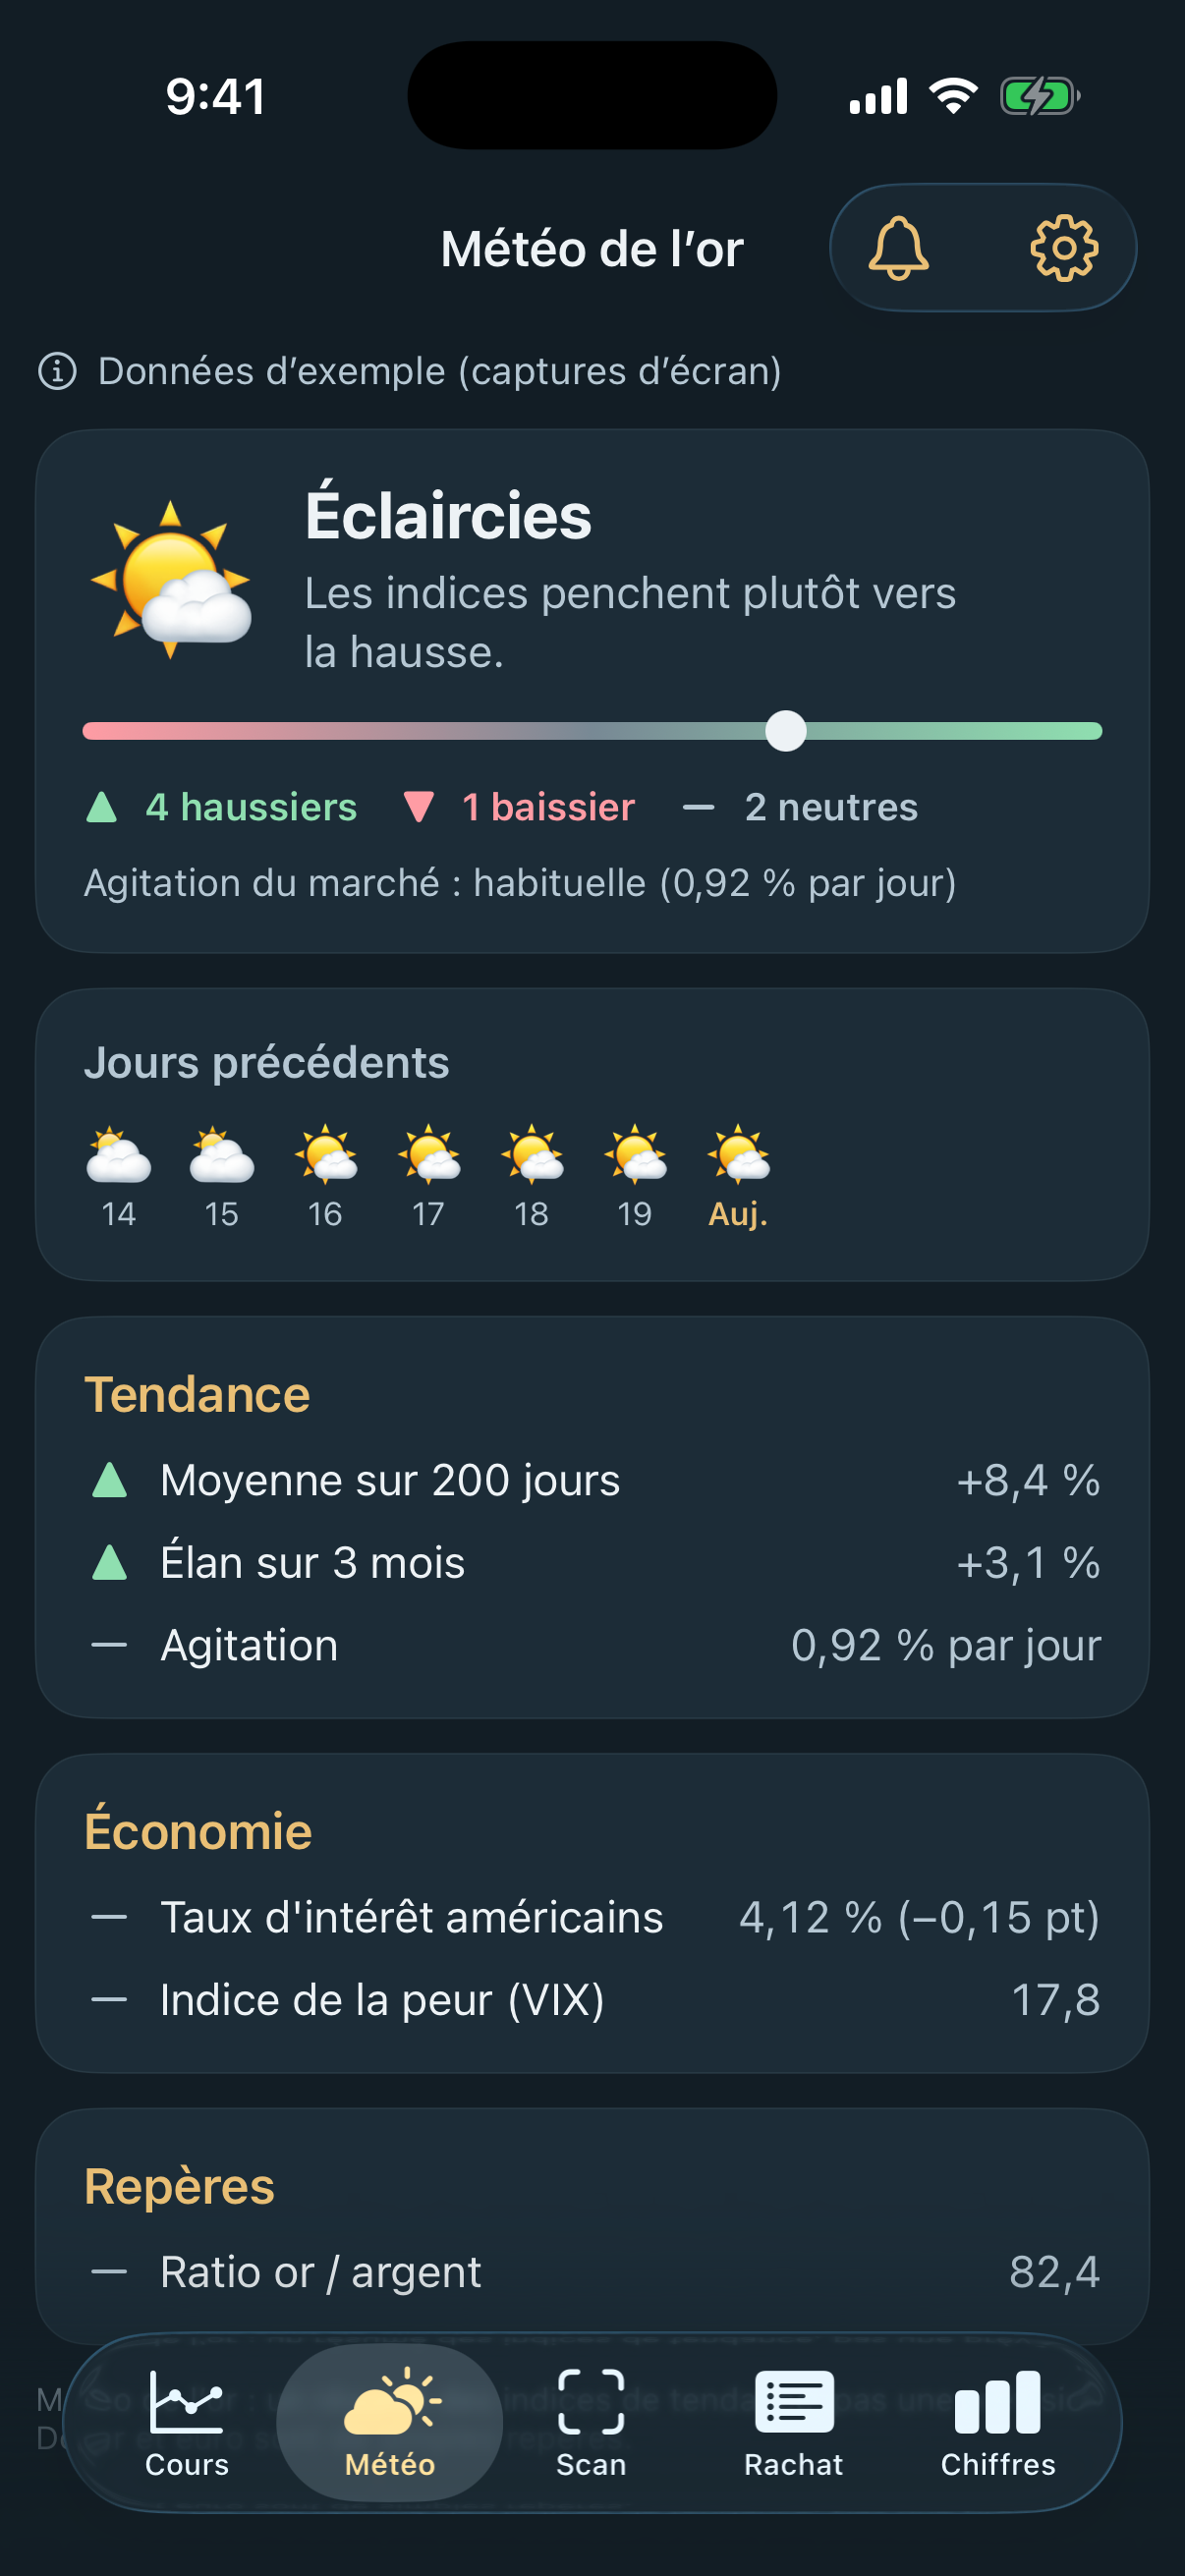 9:41
Météo de l’or
Données d’exemple (captures d’écran)
Éclaircies
Les indices penchent plutôt vers
la hausse.
4 haussiers 1 baissier 2 neutres
Agitation du marché : habituelle (0,92 % par jour)
Jours précédents
14 15 16 17 18 19 Auj.
Tendance
Moyenne sur 200 jours +8,4 %
Élan sur 3 mois +3,1 %
Agitation 0,92 % par jour
Économie
Taux d'intérêt américains 4,12 % (−0,15 pt)
Indice de la peur (VIX) 17,8
Repères
Ratio or / argent 82,4
Cours Météo Scan Rachat Chiffres